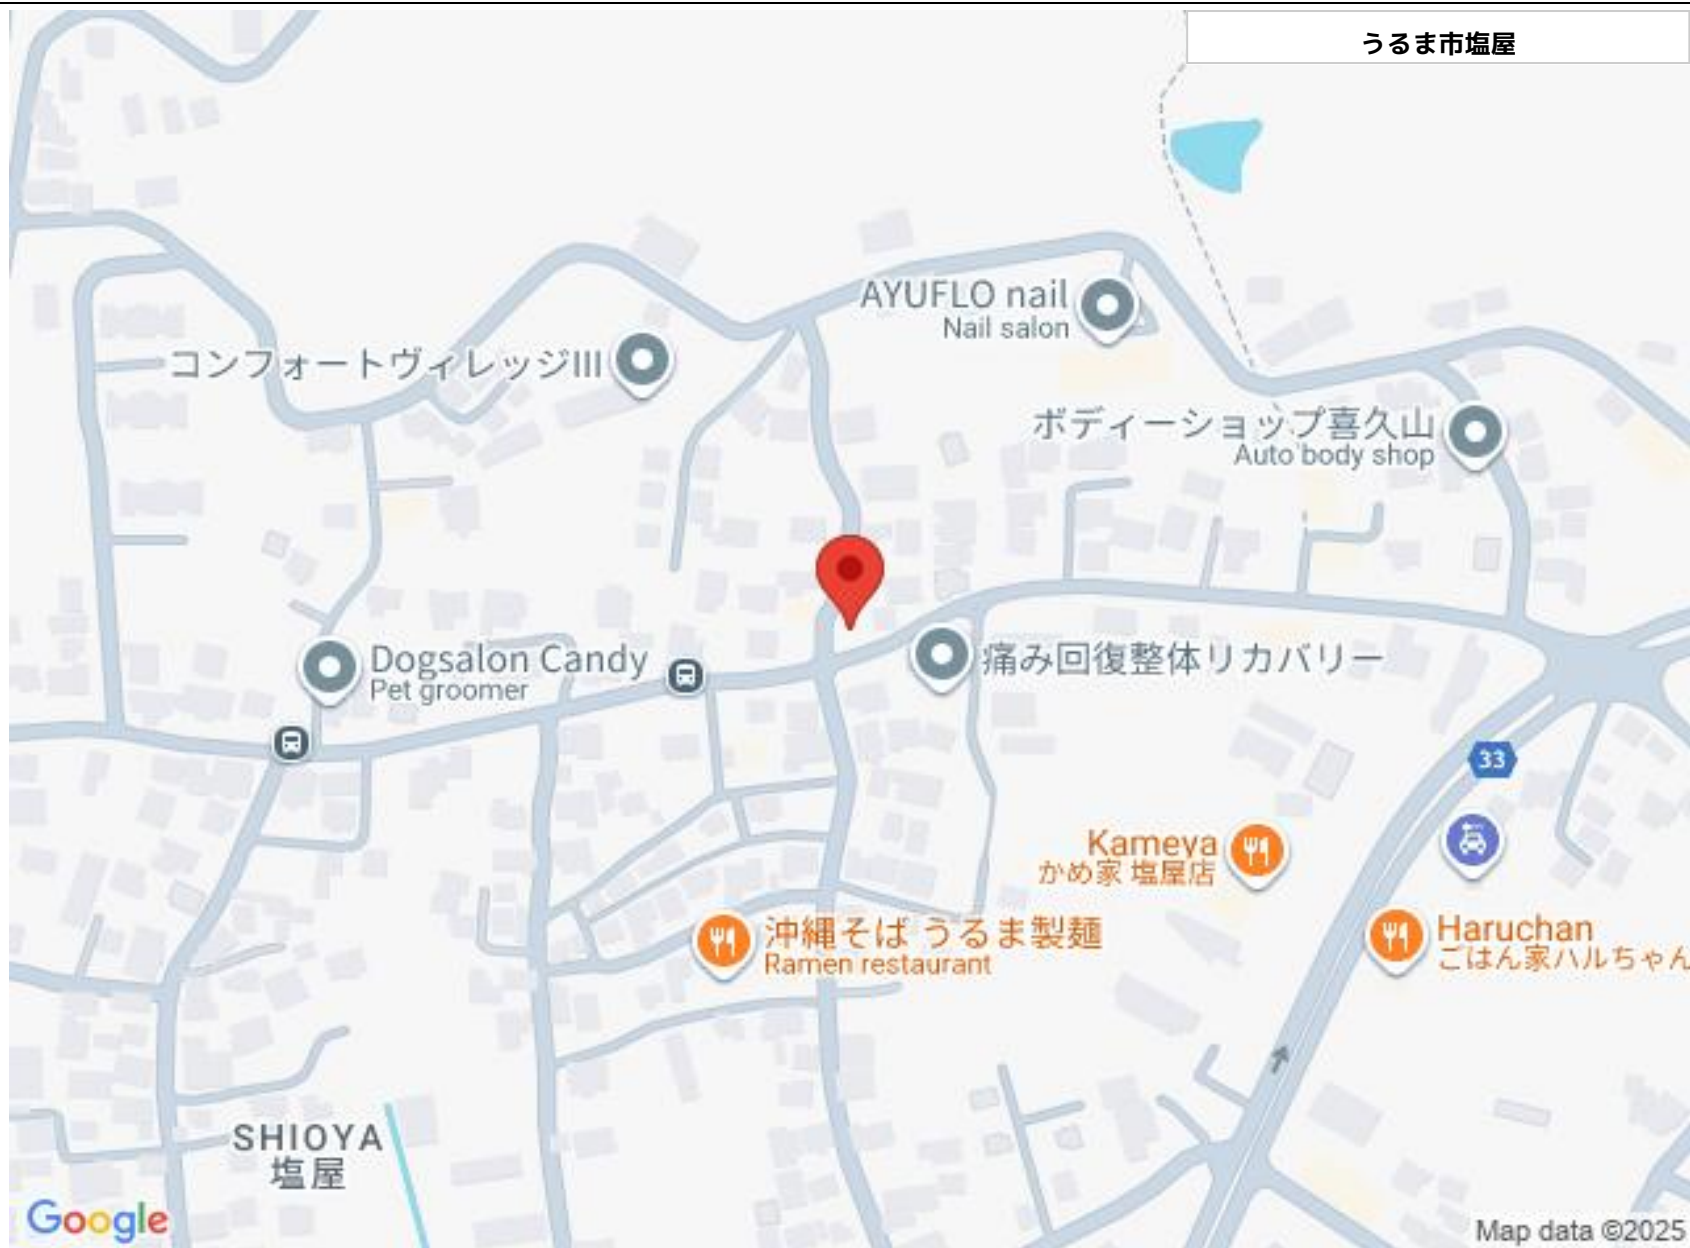 うるま市塩屋
AYUFLO nail
Nail salon
コンフォートヴィレッジIII
ボディーショップ喜久山
Auto body shop
Dogsalon Candy
Pet groomer
痛み回復整体リカバリー
33
Kameya
かめ家 塩屋店
沖縄そば うるま製麺
Ramen restaurant
Haruchan
ごはん家ハルちゃん
SHIOYA
塩屋
Google
Map data ©2025